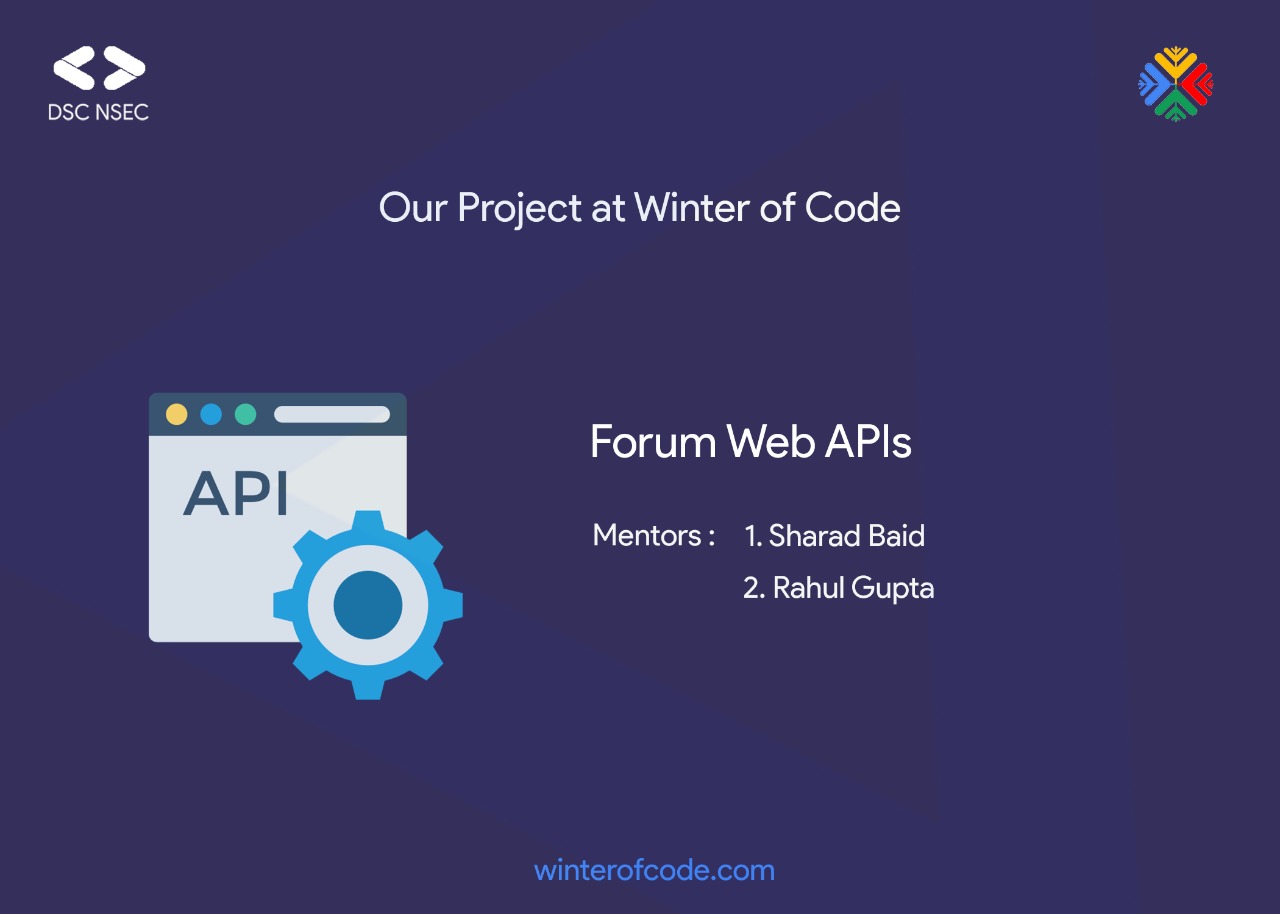 DSC NSEC
Our Project at Winter of Code
API
Forum Web APIs
Mentors : 1. Sharad Baid
2. Rahul Gupta
winterofcode.com